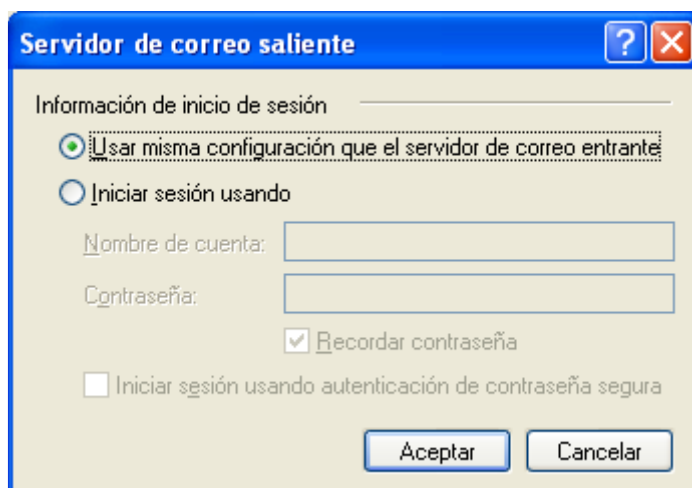 Servidor de correo saliente
Información de inicio de sesión
Usar misma configuración que el servidor de correo entrante
Iniciar sesión usando
Nombre de cuenta:
Contraseña:
Recordar contraseña
Iniciar sesión usando autenticación de contraseña segura
Aceptar Cancelar